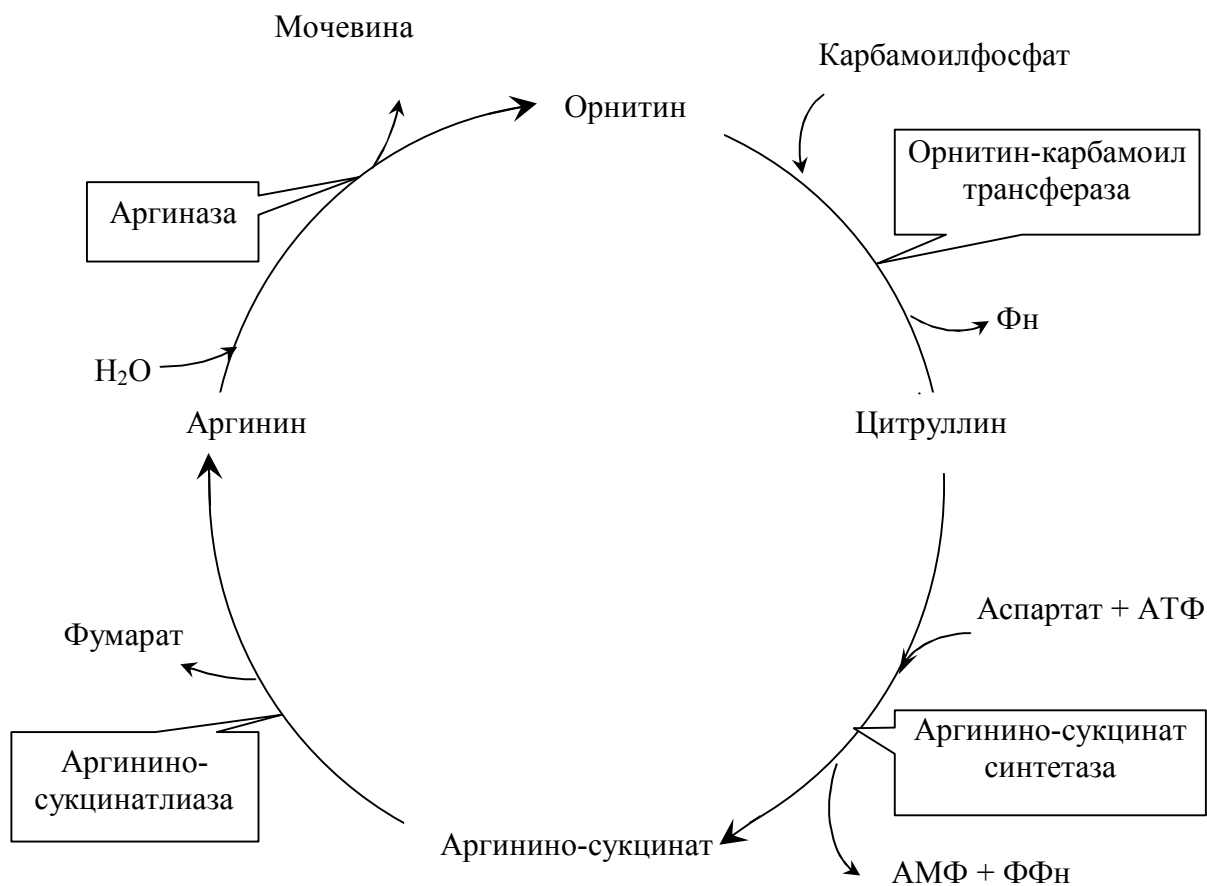 Мочевина
Карбамоилфосфат
Орнитин
Орнитин-карбамоил
трансфераза
Аргиназа
Фн
H₂O
Аргинин
Цитруллин
Аспартат + АТФ
Фумарат
Аргинино-сукцинат
синтетаза
Аргинино-
сукцинатлиаза
Аргинино-сукцинат
АМФ + ФФн